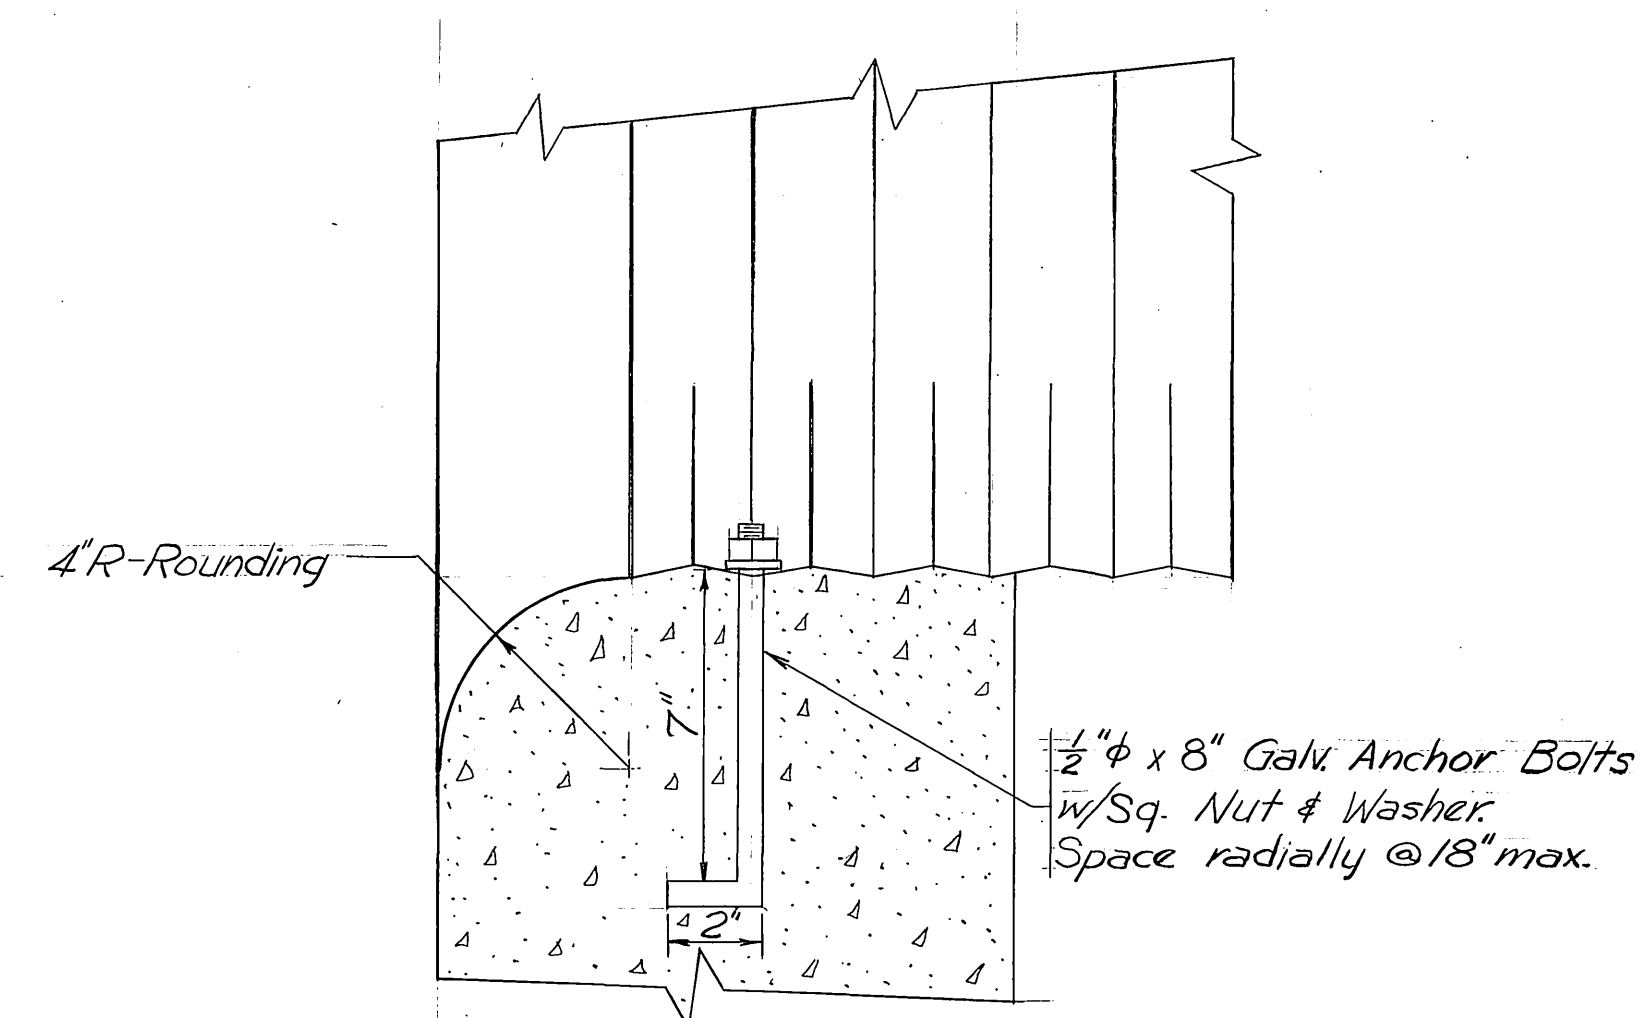 4"R-Rounding
7"
½"ϕ x 8" Galv. Anchor Bolts
w/Sq. Nut & Washer.
Space radially @ 18" max.
2"